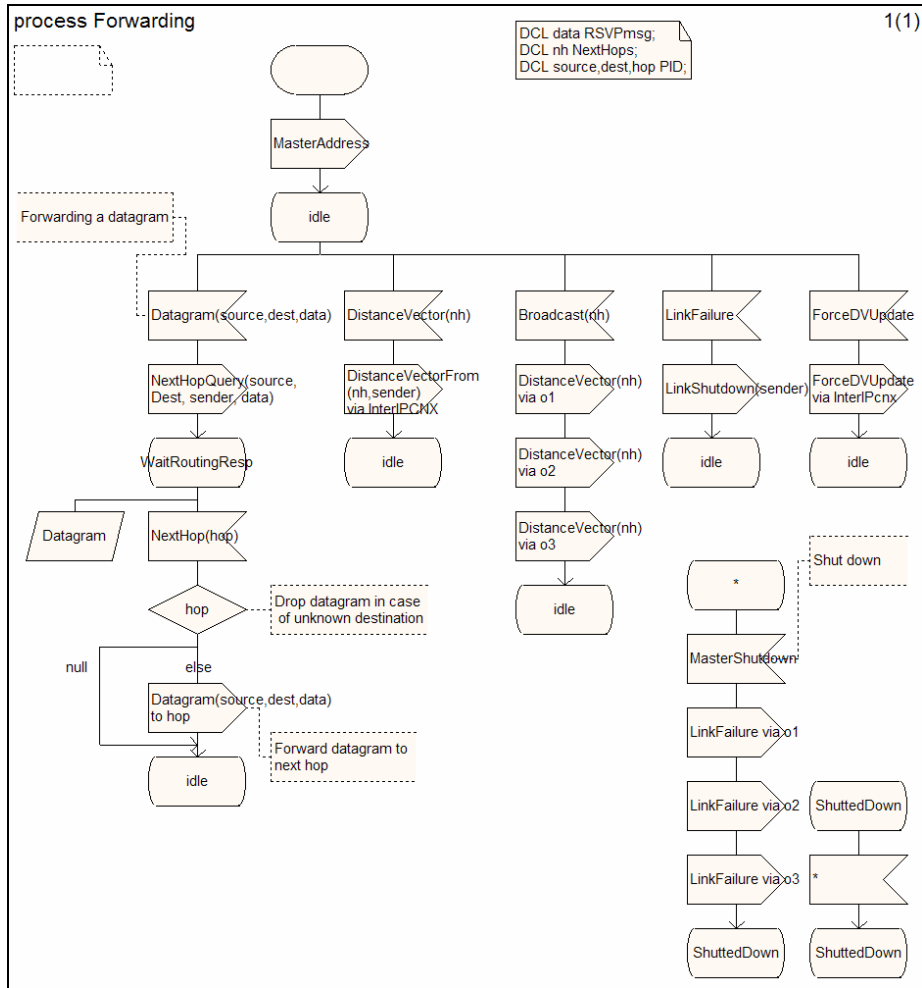 process Forwarding
1(1)
DCL data RSVPmsg;
DCL nh NextHops;
DCL source,dest,hop PID;
MasterAddress
idle
Forwarding a datagram
Datagram(source,dest,data)
DistanceVector(nh)
Broadcast(nh)
LinkFailure
ForceDVUpdate
NextHopQuery(source,
Dest, sender, data)
DistanceVectorFrom
(nh,sender)
via InterIPCNX
DistanceVector(nh)
via o1
LinkShutdown(sender)
ForceDVUpdate
via InterIPcnx
WaitRoutingResp
idle
DistanceVector(nh)
via o2
idle
idle
Datagram
NextHop(hop)
DistanceVector(nh)
via o3
Shut down
*
hop
Drop datagram in case
of unknown destination
idle
null
else
MasterShutdown
Datagram(source,dest,data)
to hop
LinkFailure via o1
Forward datagram to
next hop
idle
LinkFailure via o2
ShuttedDown
LinkFailure via o3
*
ShuttedDown
ShuttedDown